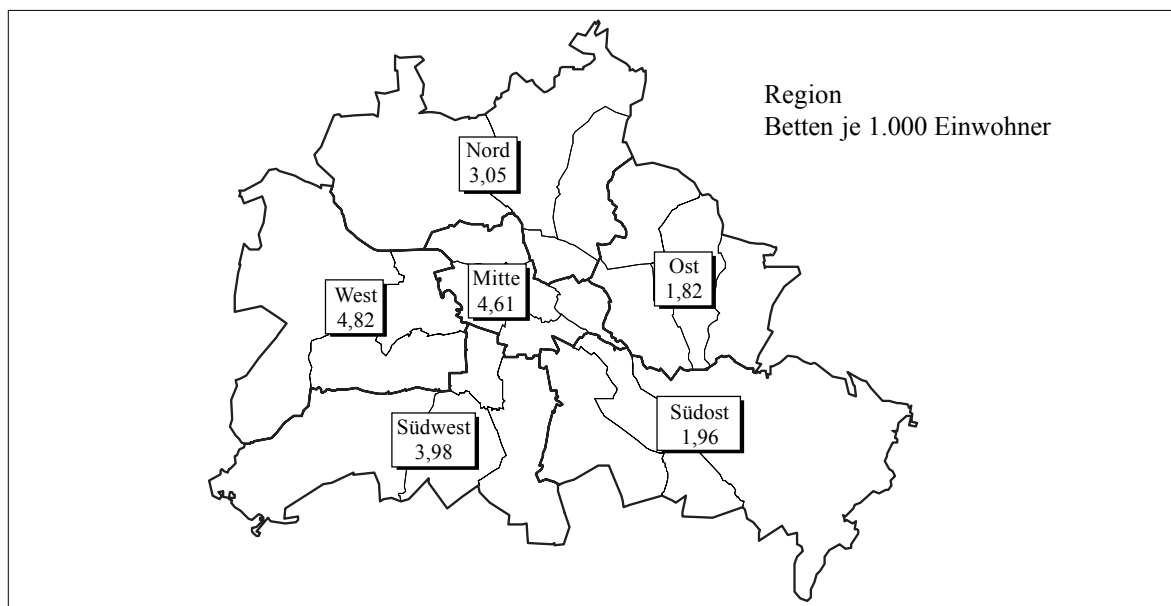 Region
Betten je 1.000 Einwohner
Nord
3,05
Ost
1,82
Mitte
4,61
West
4,82
Südost
1,96
Südwest
3,98